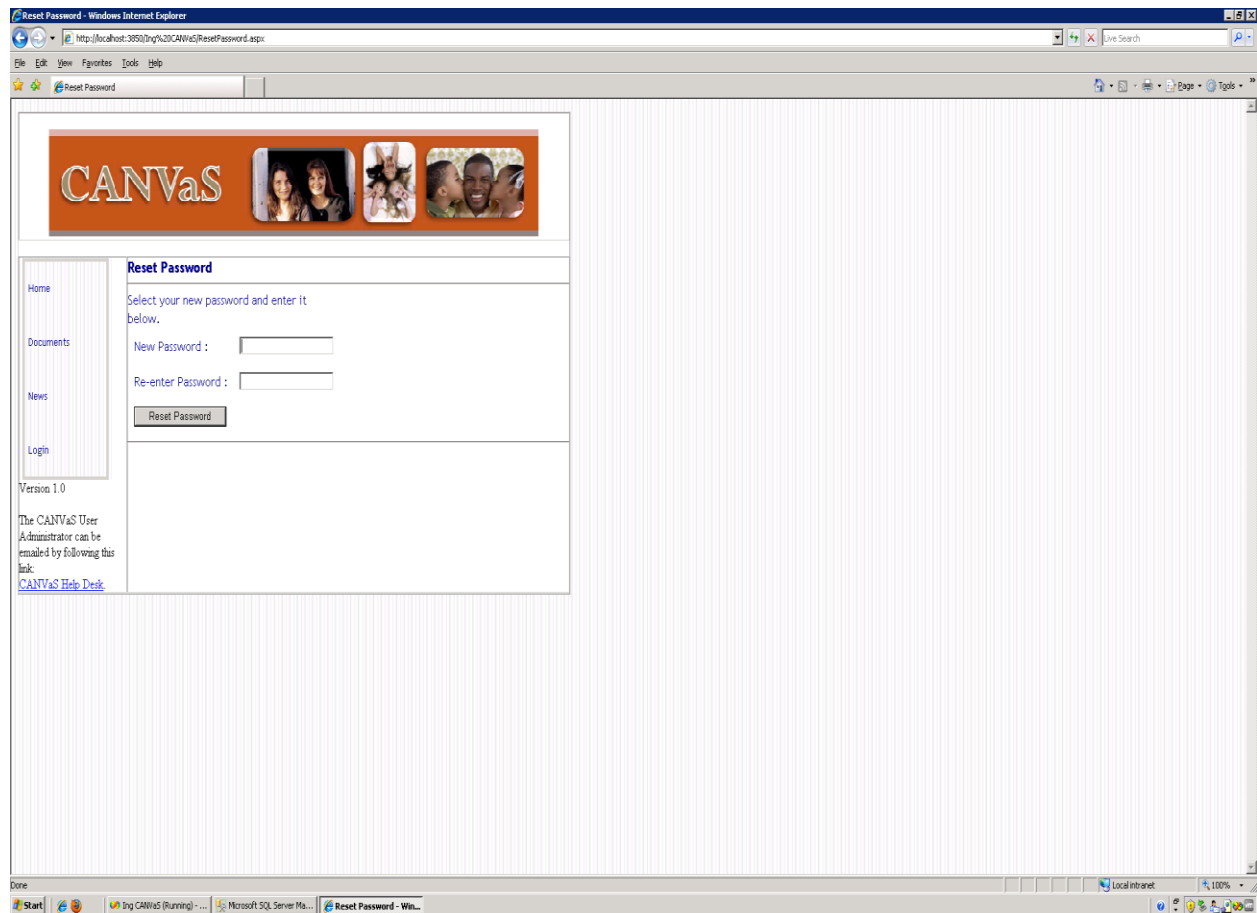 Reset Password - Windows Internet Explorer
http://localhost:3850/Ing%20CANVaS/ResetPassword.aspx
Live Search
File Edit View Favorites Tools Help
Reset Password
Page Tools
CANVaS
Reset Password
Home
Documents
News
Login
Select your new password and enter it
below.
New Password :
Re-enter Password :
Reset Password
Version 1.0
The CANVaS User
Administrator can be
emailed by following this
link:
CANVaS Help Desk.
Done
Local intranet
100%
Start
Ing CANVaS (Running) - ...
Microsoft SQL Server Ma...
Reset Password - Win...